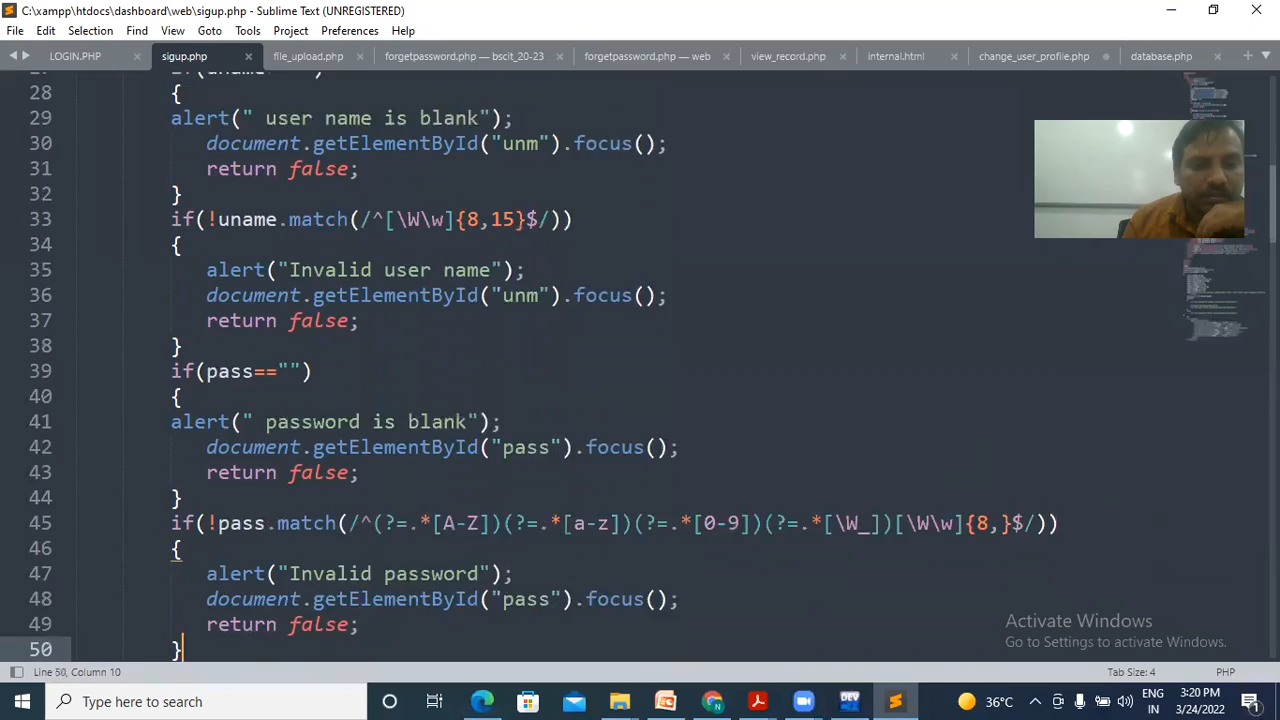 C:\xampp\htdocs\dashboard\web\sigup.php - Sublime Text (UNREGISTERED)
File Edit Selection Find View Goto Tools Project Preferences Help
LOGIN.PHP sigup.php file_upload.php forgetpassword.php — bscit_20-23 forgetpassword.php — web view_record.php internal.html change_user_profile.php database.php
28 {
29 alert(" user name is blank");
30 document.getElementById("unm").focus();
31 return false;
32 }
33 if(!uname.match(/^[\W\w]{8,15}$/))
34 {
35 alert("Invalid user name");
36 document.getElementById("unm").focus();
37 return false;
38 }
39 if(pass=="")
40 {
41 alert(" password is blank");
42 document.getElementById("pass").focus();
43 return false;
44 }
45 if(!pass.match(/^(?=.*[A-Z])(?=.*[a-z])(?=.*[0-9])(?=.*[\W_])[\W\w]{8,}$/))
46 {
47 alert("Invalid password");
48 document.getElementById("pass").focus();
49 return false;
50 }
Activate Windows
Go to Settings to activate Windows.
Line 50, Column 10 Tab Size: 4 PHP
Type here to search 36°C ENG IN 3:20 PM 3/24/2022